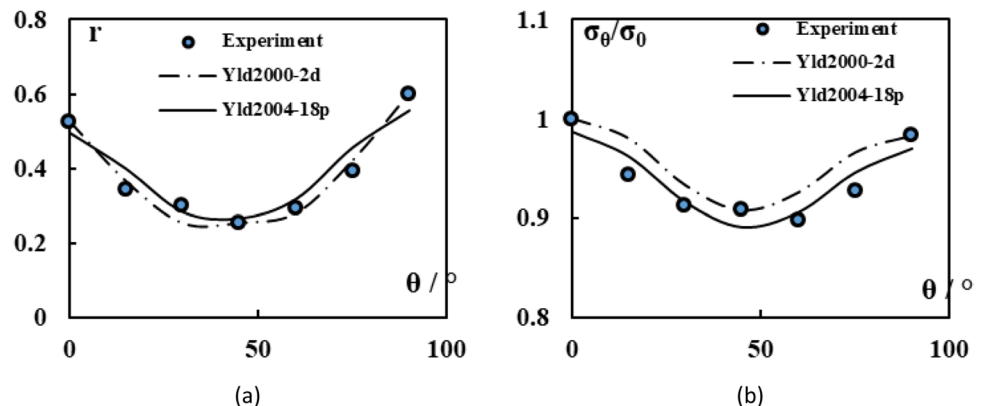 0.8
r
Experiment
Yld2000-2d
Yld2004-18p
0.6
0.4
0.2
0
θ / °
0
50
100
(a)
1.1
σθ/σ0
Experiment
Yld2000-2d
Yld2004-18p
1
0.9
0.8
θ / °
0
50
100
(b)